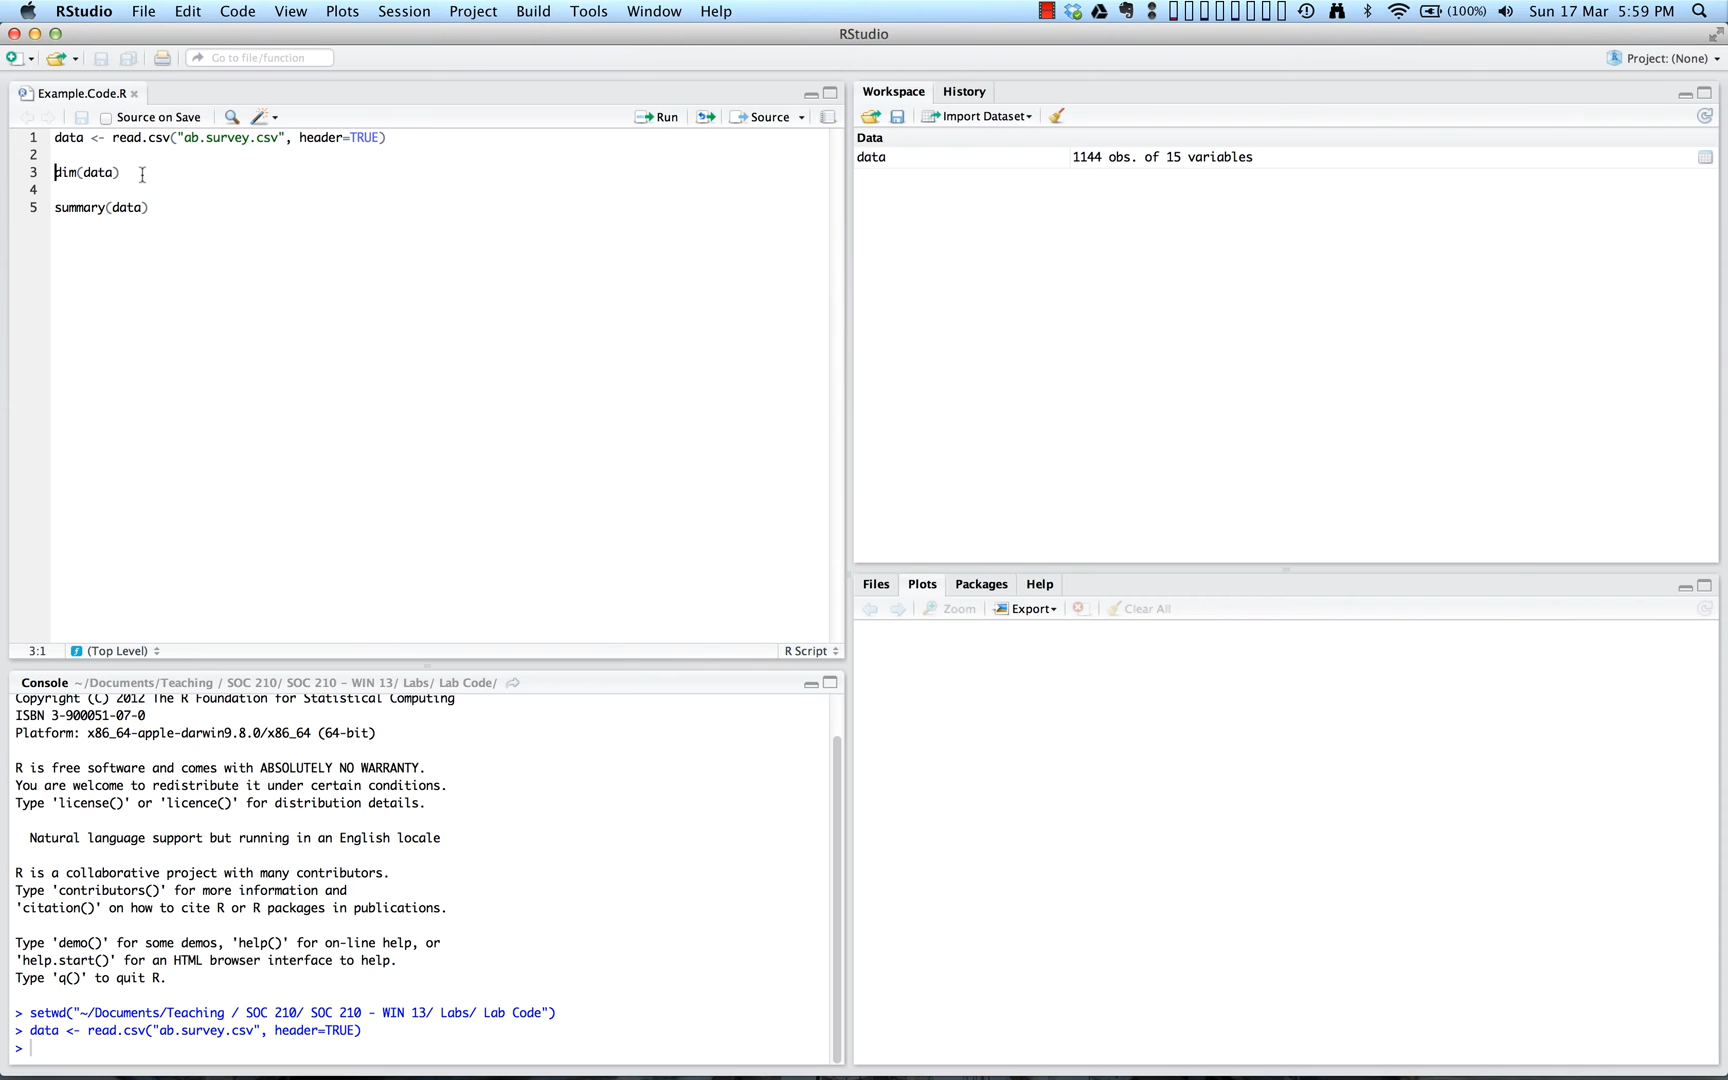 RStudio File Edit Code View Plots Session Project Build Tools Window Help (100%) Sun 17 Mar 5:59 PM
RStudio
Go to file/function Project: (None)
Example.Code.R
Source on Save Run Source
1 data <- read.csv("ab.survey.csv", header=TRUE)
2
3 dim(data)
4
5 summary(data)
3:1 (Top Level) R Script
Console ~/Documents/Teaching / SOC 210/ SOC 210 - WIN 13/ Labs/ Lab Code/
Copyright (C) 2012 The R Foundation for Statistical Computing
ISBN 3-900051-07-0
Platform: x86_64-apple-darwin9.8.0/x86_64 (64-bit)
R is free software and comes with ABSOLUTELY NO WARRANTY.
You are welcome to redistribute it under certain conditions.
Type 'license()' or 'licence()' for distribution details.
Natural language support but running in an English locale
R is a collaborative project with many contributors.
Type 'contributors()' for more information and
'citation()' on how to cite R or R packages in publications.
Type 'demo()' for some demos, 'help()' for on-line help, or
'help.start()' for an HTML browser interface to help.
Type 'q()' to quit R.
> setwd("~/Documents/Teaching / SOC 210/ SOC 210 - WIN 13/ Labs/ Lab Code")
> data <- read.csv("ab.survey.csv", header=TRUE)
>
Workspace History
Import Dataset
Data
data 1144 obs. of 15 variables
Files Plots Packages Help
Zoom Export Clear All